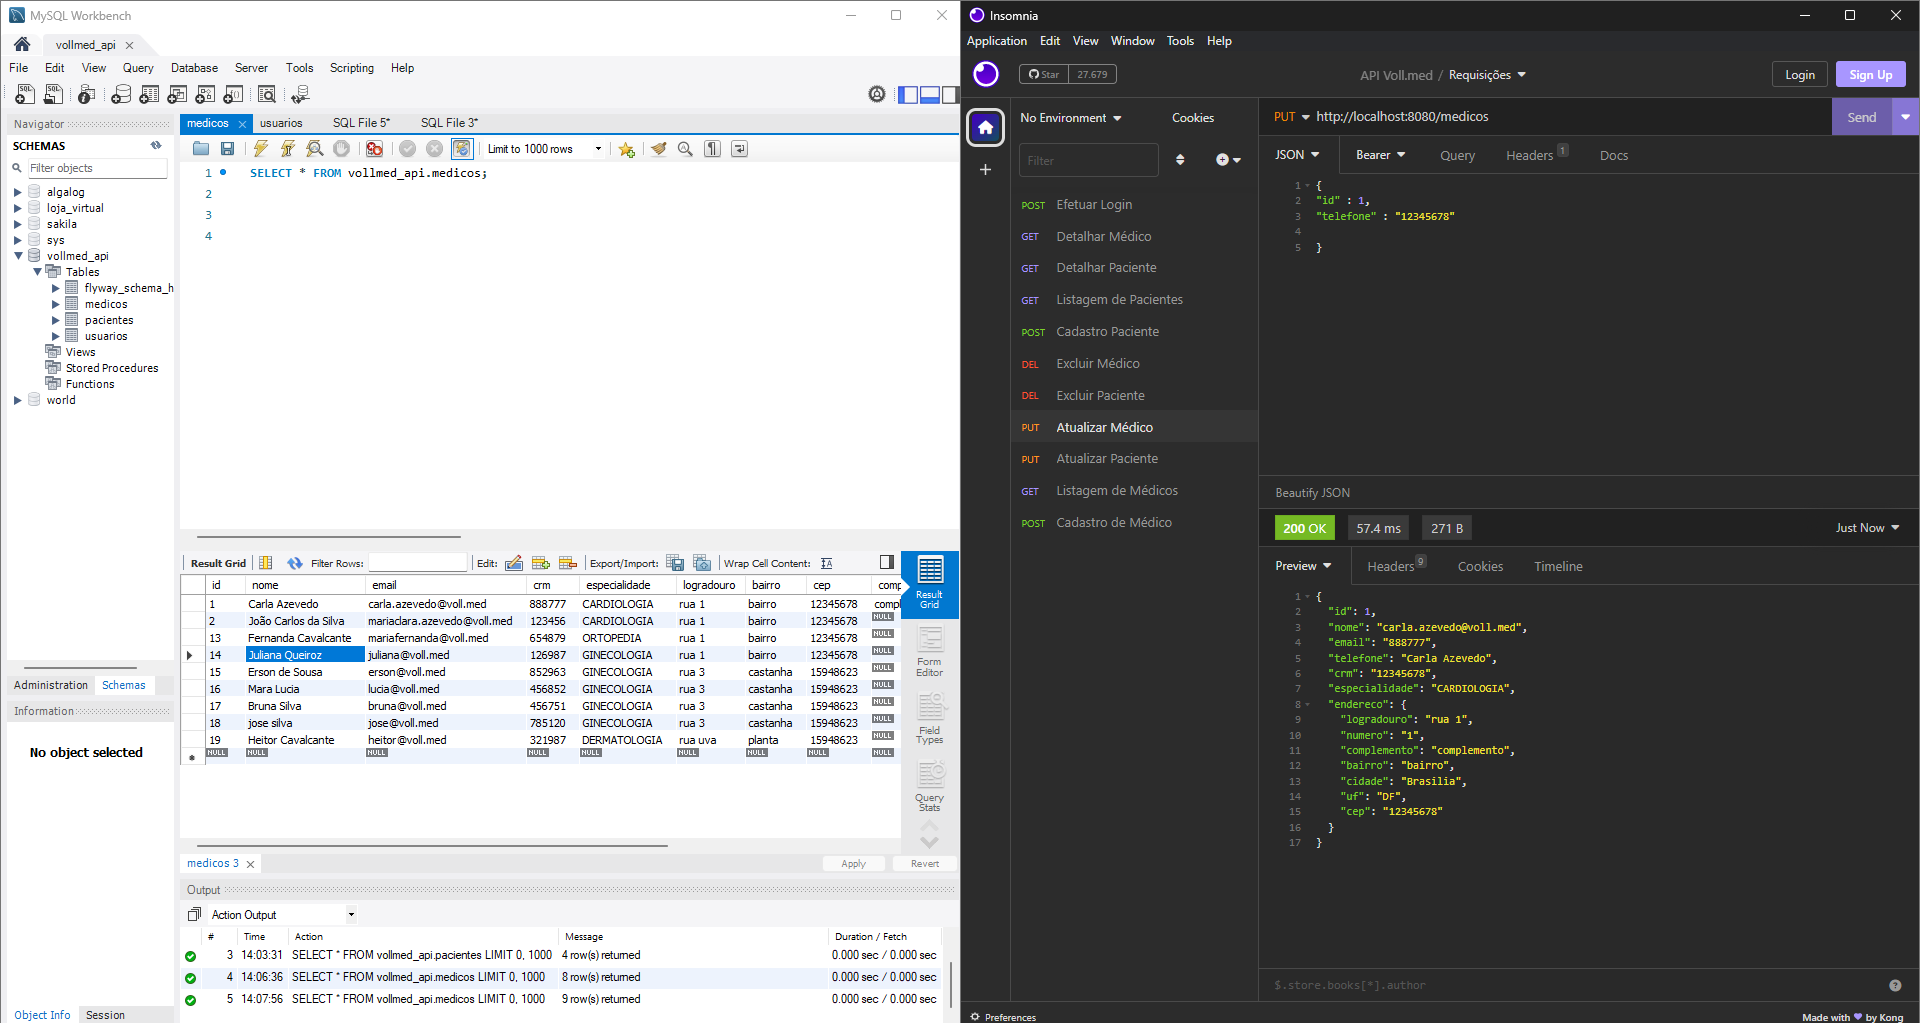 MySQL Workbench
vollmed_api
File Edit View Query Database Server Tools Scripting Help
Navigator
SCHEMAS
Filter objects
algalog
loja_virtual
sakila
sys
vollmed_api
Tables
flyway_schema_h
medicos
pacientes
usuarios
Views
Stored Procedures
Functions
world
Administration Schemas
Information
No object selected
Object Info Session
medicos usuarios SQL File 5* SQL File 3*
Limit to 1000 rows
1 SELECT * FROM vollmed_api.medicos;
2
3
4
Result Grid Filter Rows: Edit: Export/Import: Wrap Cell Content:
id nome email crm especialidade logradouro bairro cep comp
1 Carla Azevedo carla.azevedo@voll.med 888777 CARDIOLOGIA rua 1 bairro 12345678 compl
2 João Carlos da Silva mariaclara.azevedo@voll.med 123456 CARDIOLOGIA rua 1 bairro 12345678 NULL
13 Fernanda Cavalcante mariafernanda@voll.med 654879 ORTOPEDIA rua 1 bairro 12345678 NULL
14 Juliana Queiroz juliana@voll.med 126987 GINECOLOGIA rua 1 bairro 12345678 NULL
15 Erson de Sousa erson@voll.med 852963 GINECOLOGIA rua 3 castanha 15948623 NULL
16 Mara Lucia lucia@voll.med 456852 GINECOLOGIA rua 3 castanha 15948623 NULL
17 Bruna Silva bruna@voll.med 456751 GINECOLOGIA rua 3 castanha 15948623 NULL
18 jose silva jose@voll.med 785120 GINECOLOGIA rua 3 castanha 15948623 NULL
19 Heitor Cavalcante heitor@voll.med 321987 DERMATOLOGIA rua uva planta 15948623 NULL
NULL NULL NULL NULL NULL NULL NULL NULL NULL
Result Grid
Form Editor
Field Types
Query Stats
medicos 3 Apply Revert
Output
Action Output
# Time Action Message Duration / Fetch
3 14:03:31 SELECT * FROM vollmed_api.pacientes LIMIT 0, 1000 4 row(s) returned 0.000 sec / 0.000 sec
4 14:06:36 SELECT * FROM vollmed_api.medicos LIMIT 0, 1000 8 row(s) returned 0.000 sec / 0.000 sec
5 14:07:56 SELECT * FROM vollmed_api.medicos LIMIT 0, 1000 9 row(s) returned 0.000 sec / 0.000 sec
Insomnia
Application Edit View Window Tools Help
Star 27.679
API Voll.med / Requisições
Login Sign Up
No Environment Cookies
Filter
POST Efetuar Login
GET Detalhar Médico
GET Detalhar Paciente
GET Listagem de Pacientes
POST Cadastro Paciente
DEL Excluir Médico
DEL Excluir Paciente
PUT Atualizar Médico
PUT Atualizar Paciente
GET Listagem de Médicos
POST Cadastro de Médico
PUT http://localhost:8080/medicos Send
JSON Bearer Query Headers 1 Docs
1 {
2 "id" : 1,
3 "telefone" : "12345678"
4
5 }
Beautify JSON
200 OK 57.4 ms 271 B Just Now
Preview Headers 9 Cookies Timeline
1 {
2 "id": 1,
3 "nome": "carla.azevedo@voll.med",
4 "email": "888777",
5 "telefone": "Carla Azevedo",
6 "crm": "12345678",
7 "especialidade": "CARDIOLOGIA",
8 "endereco": {
9 "logradouro": "rua 1",
10 "numero": "1",
11 "complemento": "complemento",
12 "bairro": "bairro",
13 "cidade": "Brasilia",
14 "uf": "DF",
15 "cep": "12345678"
16 }
17 }
$.store.books[*].author
Preferences
Made with ♥ by Kong